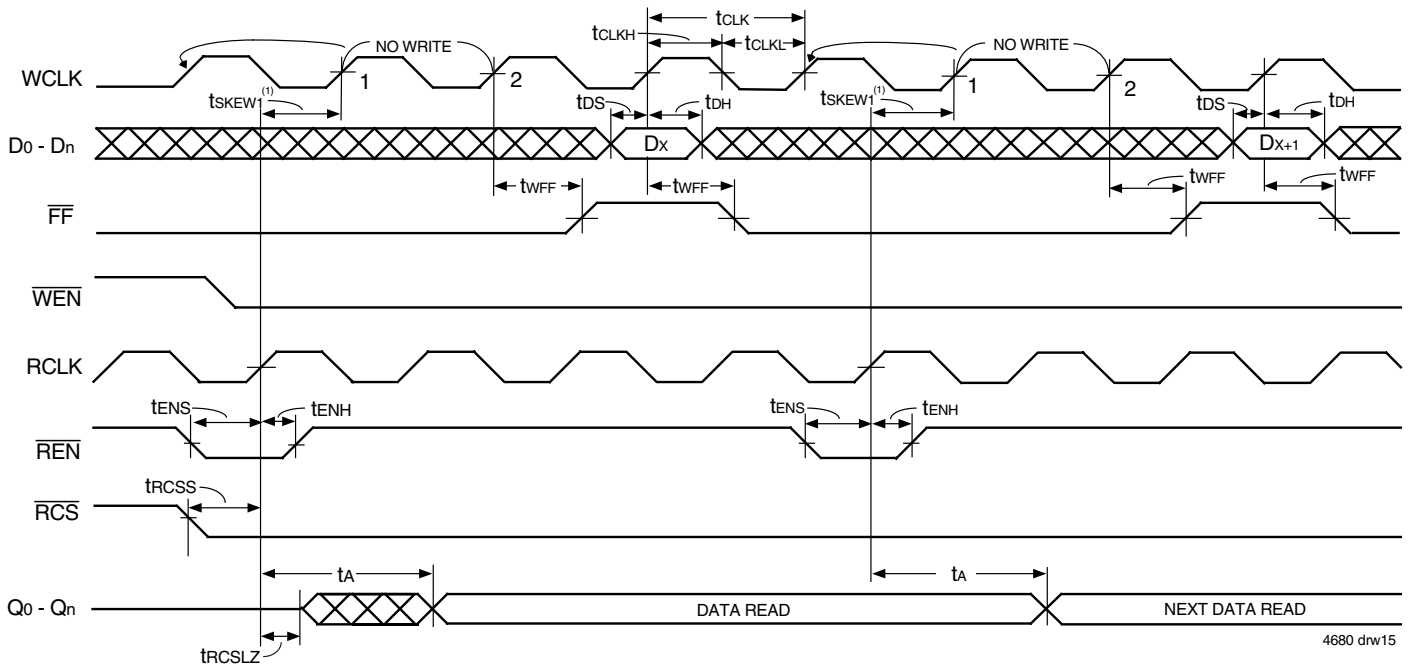 tCLK
tCLKH
tCLKL
NO WRITE
NO WRITE
WCLK
1
2
1
2
tSKEW1(1)
tDS
tDH
tSKEW1(1)
tDS
tDH
D0 - Dn
DX
DX+1
tWFF
tWFF
tWFF
tWFF
FF
WEN
RCLK
tENS
tENH
tENS
tENH
REN
tRCSS
RCS
tA
tA
Q0 - Qn
DATA READ
NEXT DATA READ
tRCSLZ
4680 drw15